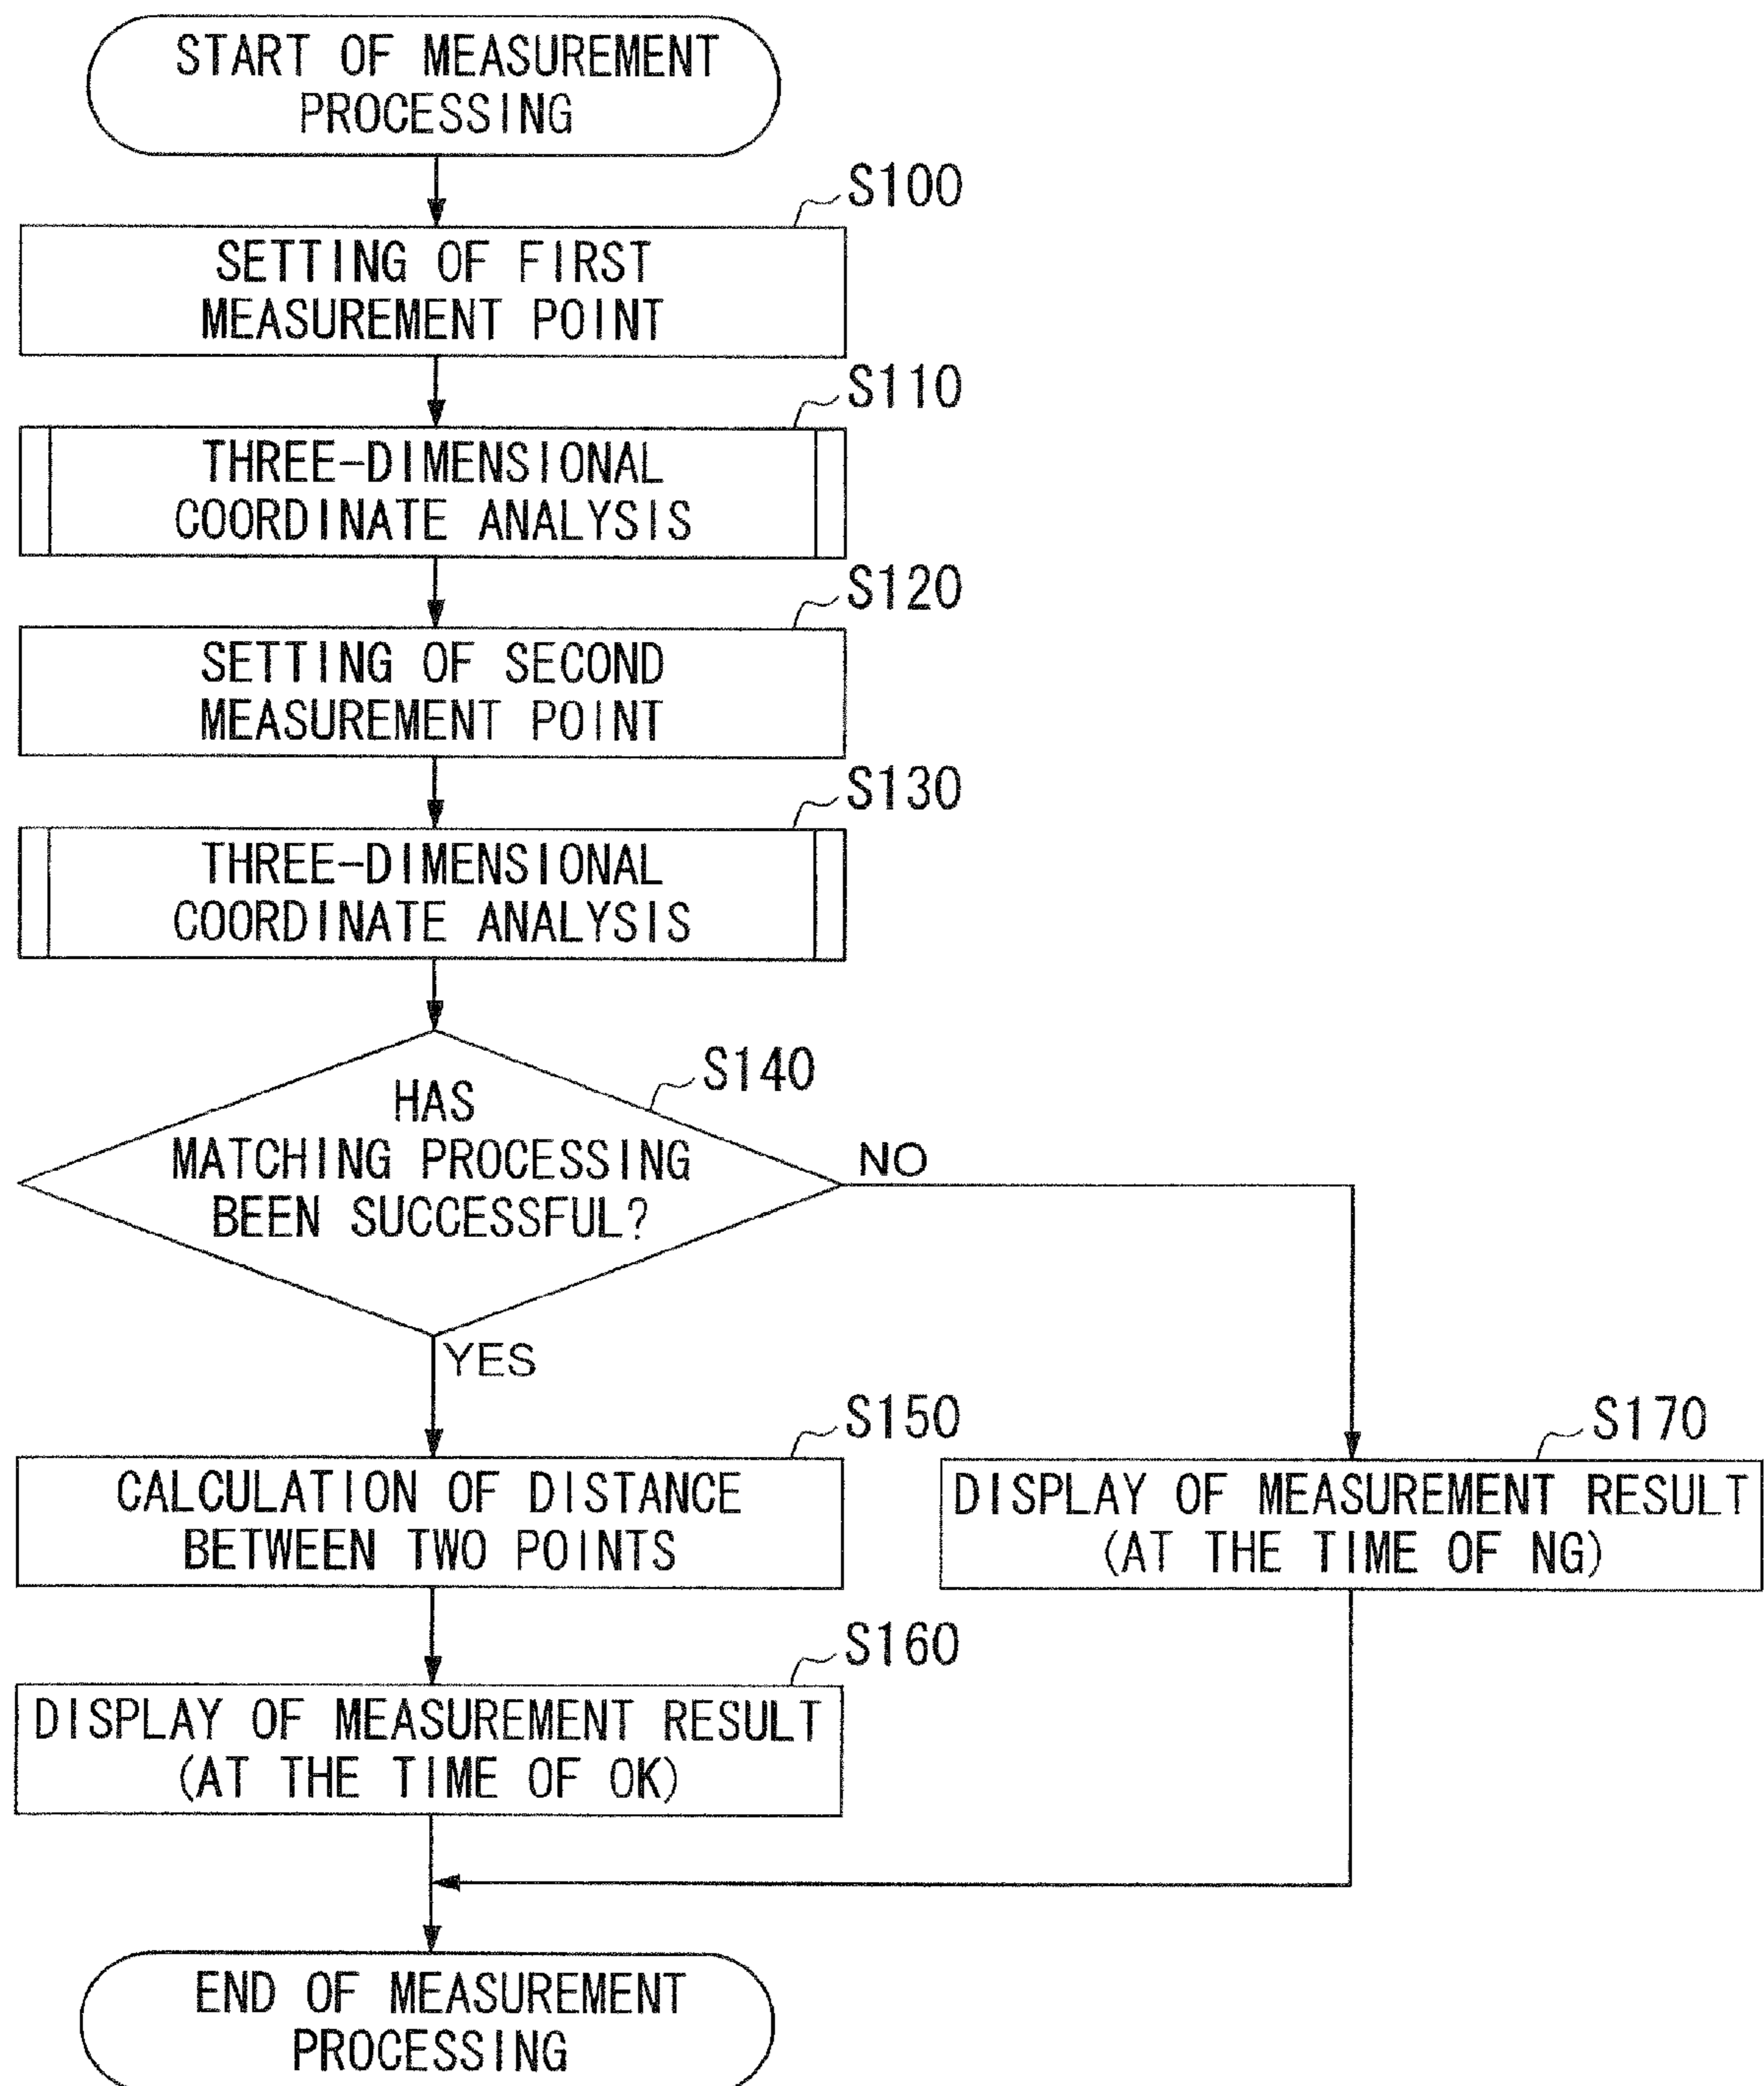 START OF MEASUREMENT
PROCESSING
S100
SETTING OF FIRST
MEASUREMENT POINT
S110
THREE-DIMENSIONAL
COORDINATE ANALYSIS
S120
SETTING OF SECOND
MEASUREMENT POINT
S130
THREE-DIMENSIONAL
COORDINATE ANALYSIS
S140
HAS
MATCHING PROCESSING
BEEN SUCCESSFUL?
NO
YES
S150
CALCULATION OF DISTANCE
BETWEEN TWO POINTS
S170
DISPLAY OF MEASUREMENT RESULT
(AT THE TIME OF NG)
S160
DISPLAY OF MEASUREMENT RESULT
(AT THE TIME OF OK)
END OF MEASUREMENT
PROCESSING